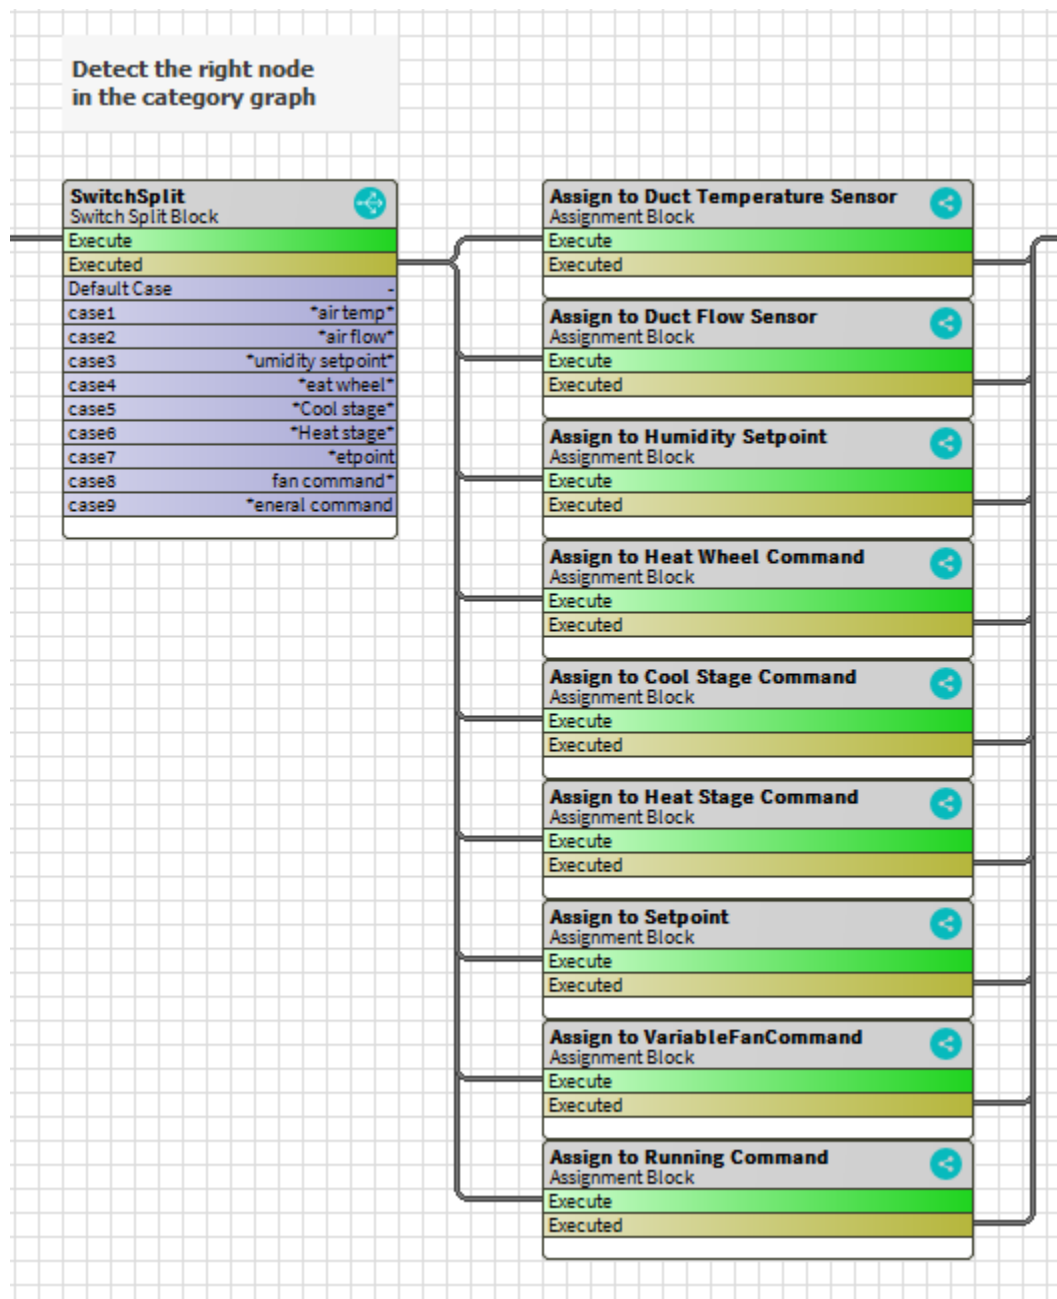 Detect the right node
in the category graph
SwitchSplit
Switch Split Block
Execute
Executed
Default Case -
case1 *air temp*
case2 *air flow*
case3 *umidity setpoint*
case4 *eat wheel*
case5 *Cool stage*
case6 *Heat stage*
case7 *etpoint
case8 fan command*
case9 *eneral command
Assign to Duct Temperature Sensor
Assignment Block
Execute
Executed
Assign to Duct Flow Sensor
Assignment Block
Execute
Executed
Assign to Humidity Setpoint
Assignment Block
Execute
Executed
Assign to Heat Wheel Command
Assignment Block
Execute
Executed
Assign to Cool Stage Command
Assignment Block
Execute
Executed
Assign to Heat Stage Command
Assignment Block
Execute
Executed
Assign to Setpoint
Assignment Block
Execute
Executed
Assign to VariableFanCommand
Assignment Block
Execute
Executed
Assign to Running Command
Assignment Block
Execute
Executed